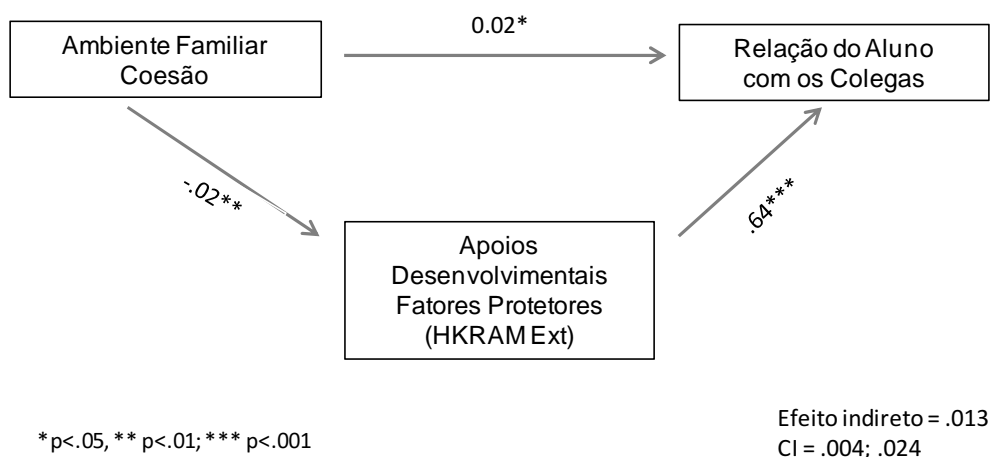 0.02*
Ambiente Familiar
Coesão
Relação do Aluno
com os Colegas
-.02**
.64***
Apoios
Desenvolvimentais
Fatores Protetores
(HKRAM Ext)
*p<.05, ** p<.01; *** p<.001
Efeito indireto = .013
CI = .004; .024